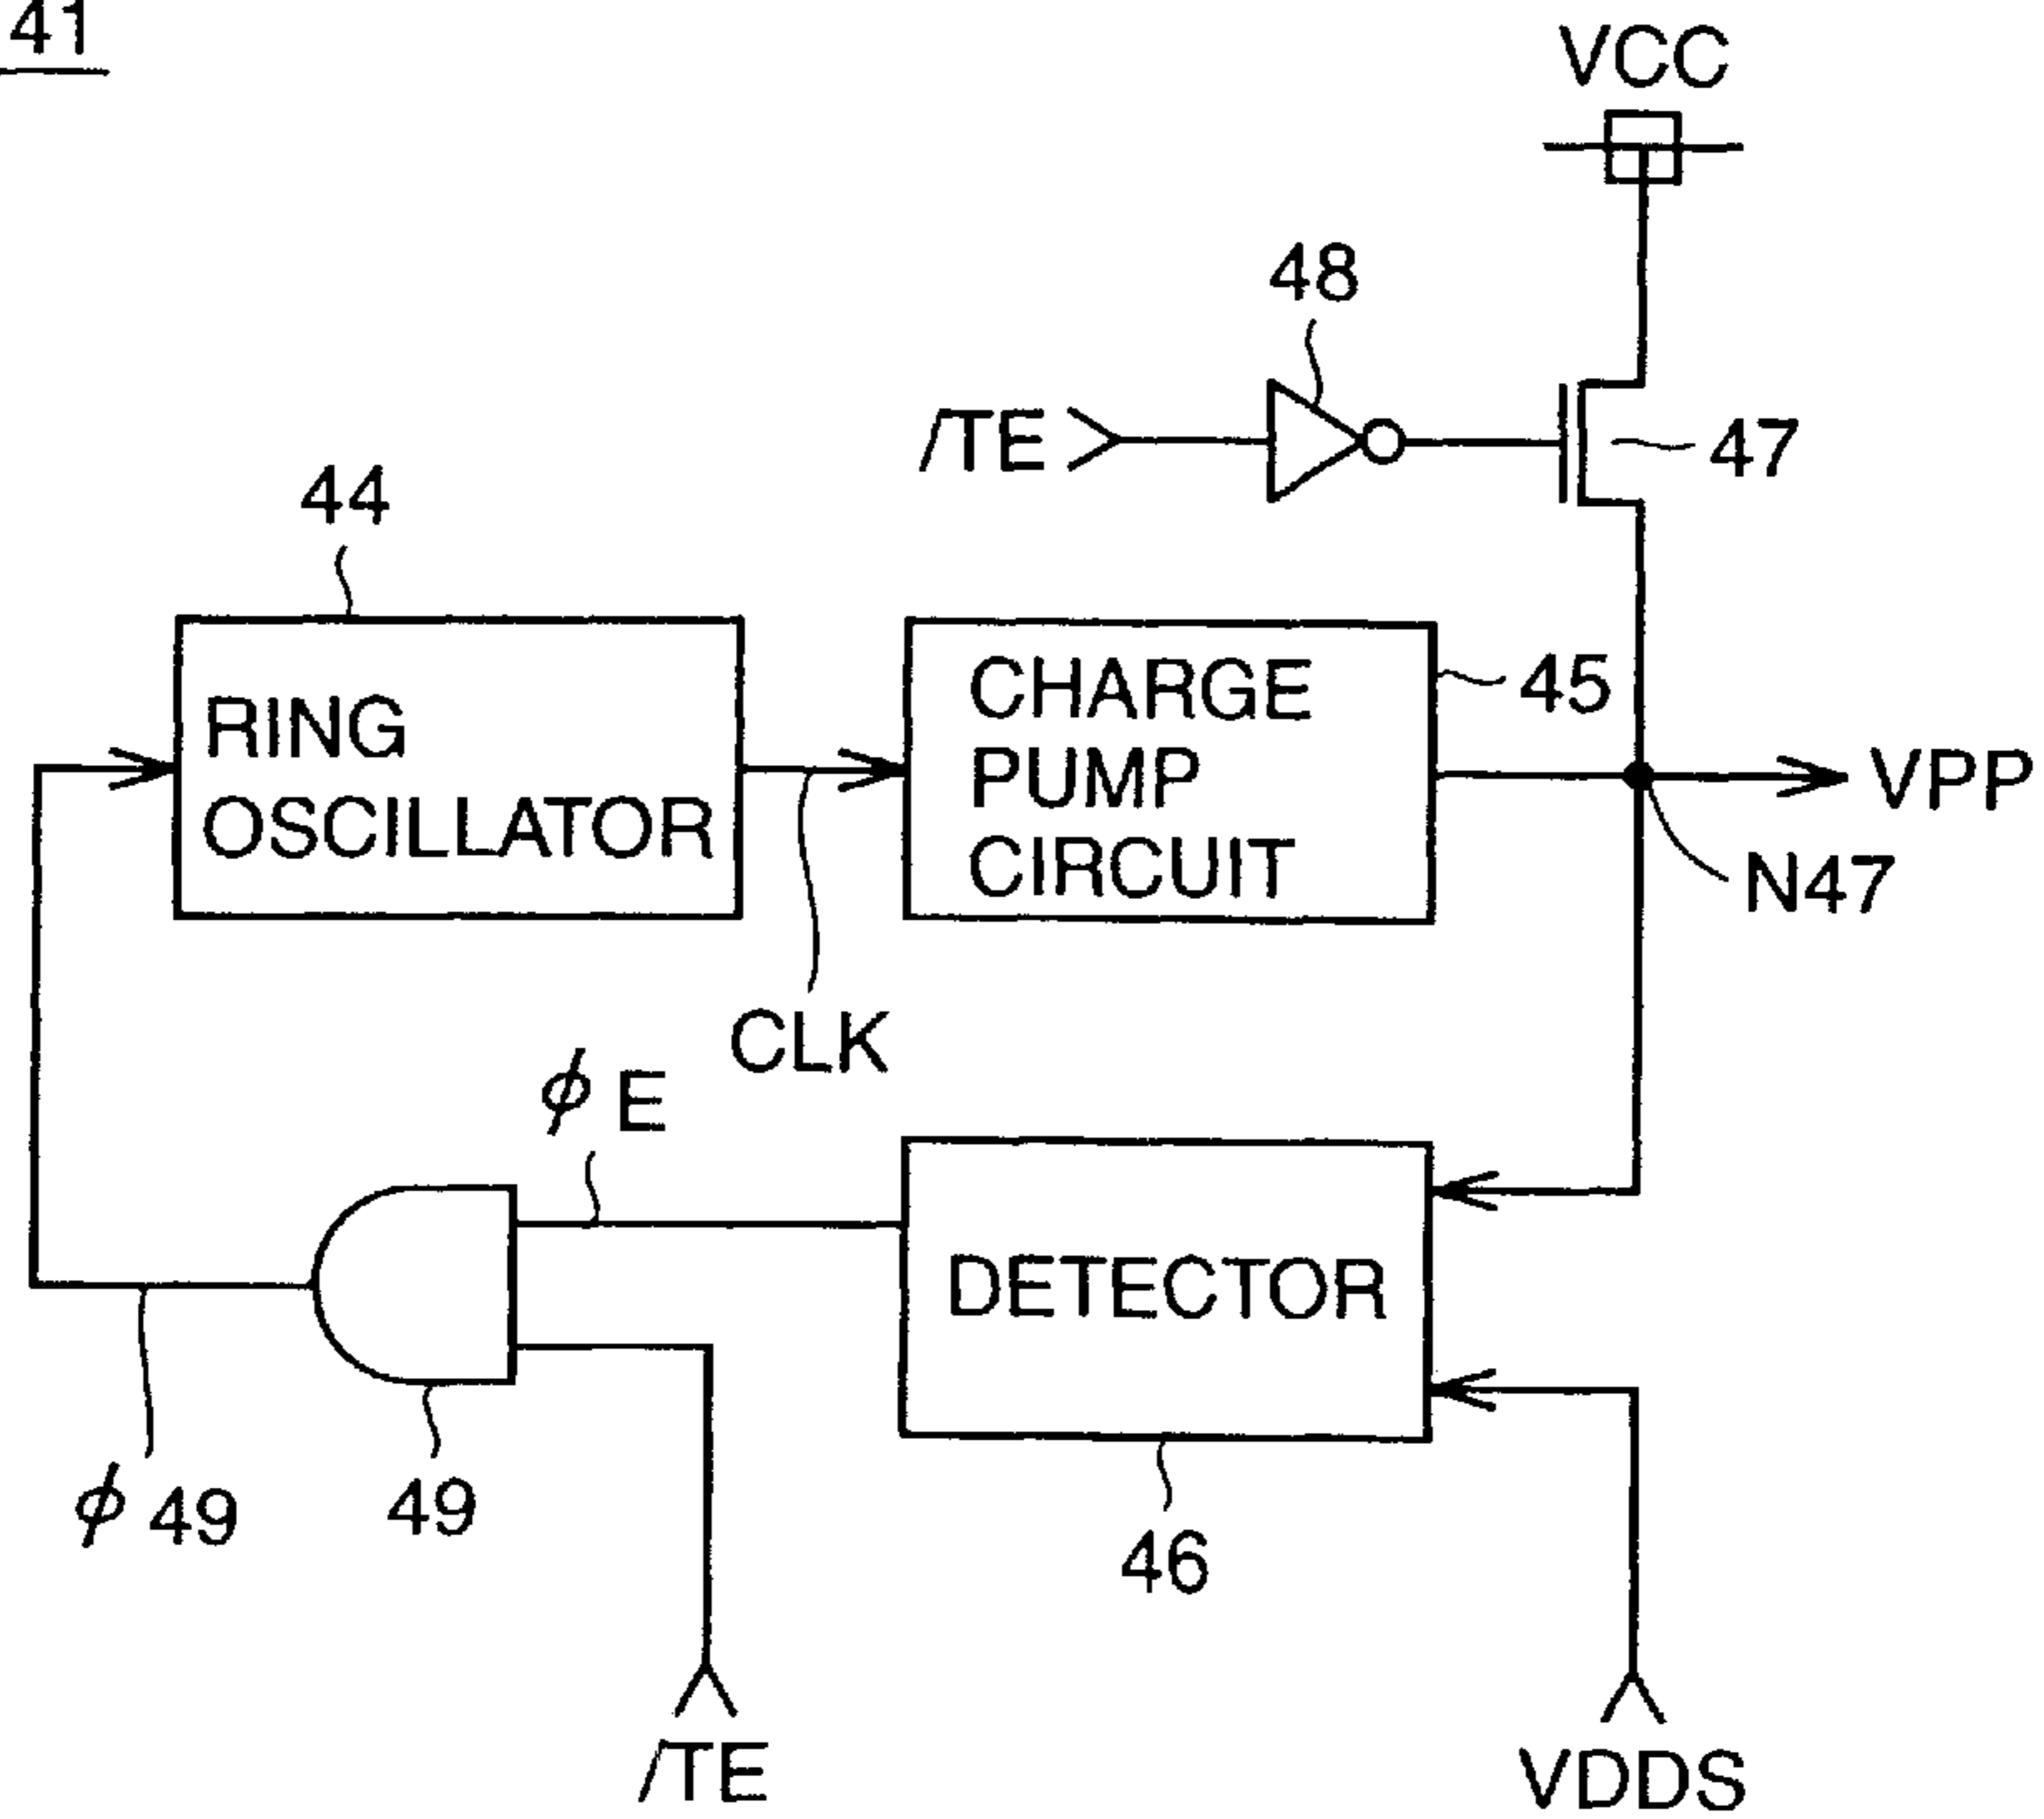 41
VCC
48
/TE
47
44
RING
OSCILLATOR
CHARGE
PUMP
CIRCUIT
45
VPP
N47
CLK
ϕE
DETECTOR
ϕ49
49
46
/TE
VDDS